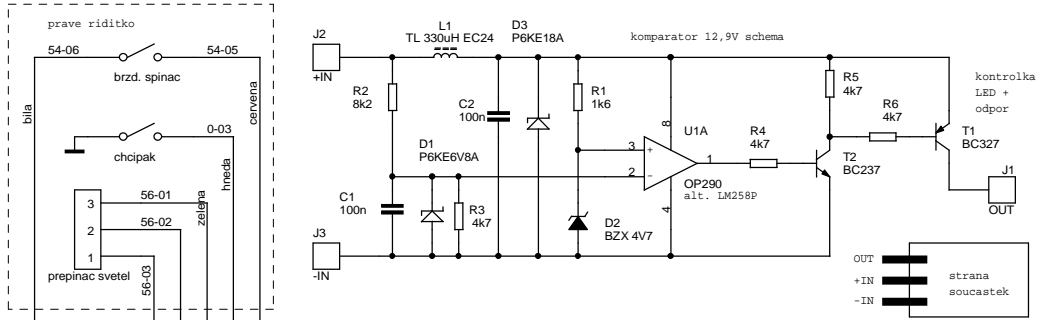 prave riditko
54-06
54-05
brzd. spinac
bila
cervena
0-03
chcipak
hneda
3
56-01
zelena
2
56-02
1
prepinac svetel
56-03
J2
+IN
L1
TL 330uH EC24
D3
P6KE18A
komparator 12,9V schema
R2
8k2
C2
100n
R1
1k6
D1
P6KE6V8A
C1
100n
R3
4k7
D2
BZX 4V7
J3
-IN
8
U1A
3
+
2
-
1
4
OP290
alt. LM258P
R4
4k7
R5
4k7
T2
BC237
R6
4k7
kontrolka
LED +
odpor
T1
BC327
J1
OUT
OUT
+IN
-IN
strana
soucastek